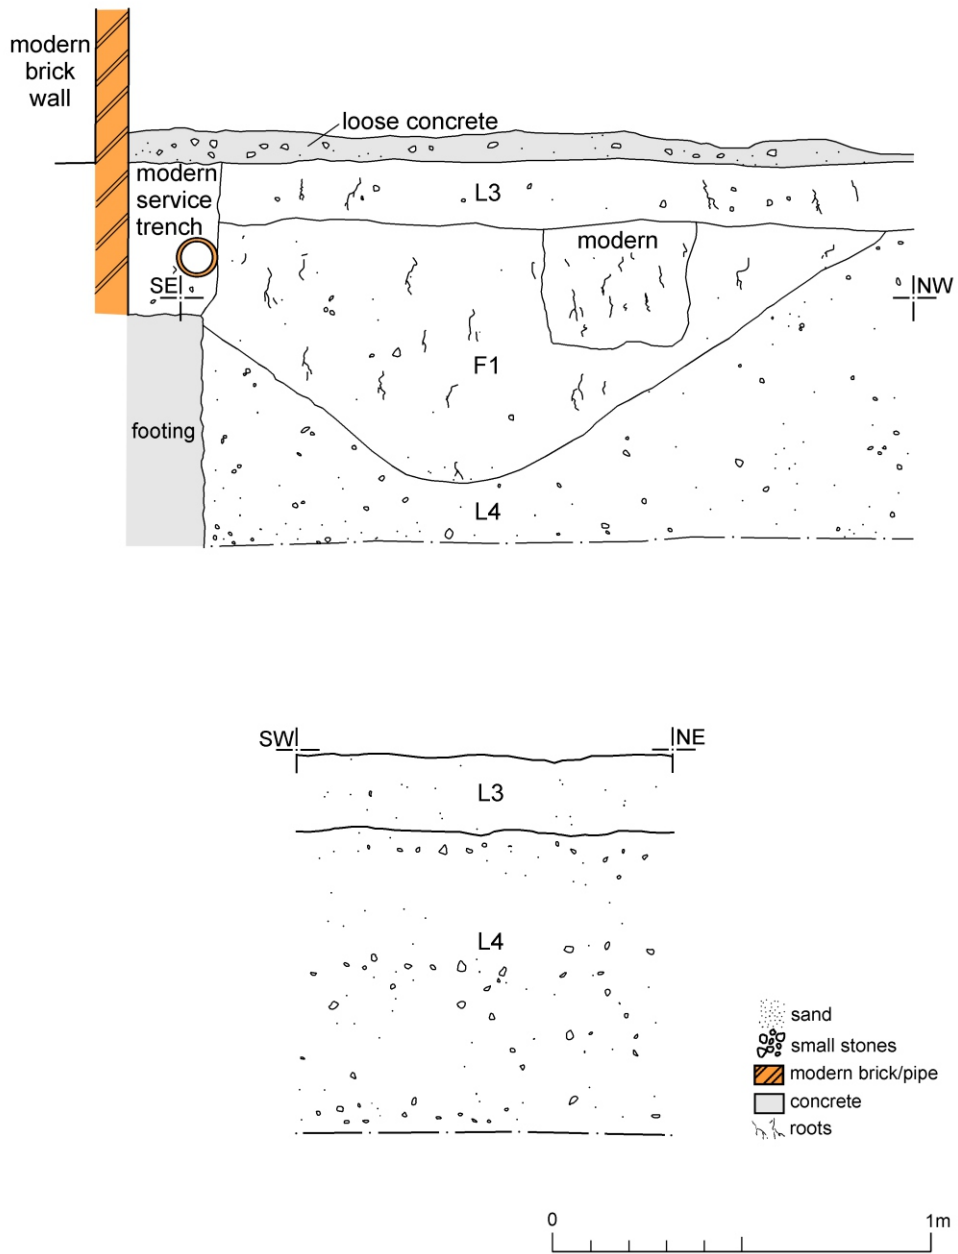 modern
brick
wall
loose concrete
modern
service
trench
L3
modern
SE
NW
F1
footing
L4
SW
NE
L3
L4
sand
small stones
modern brick/pipe
concrete
roots
0
1m